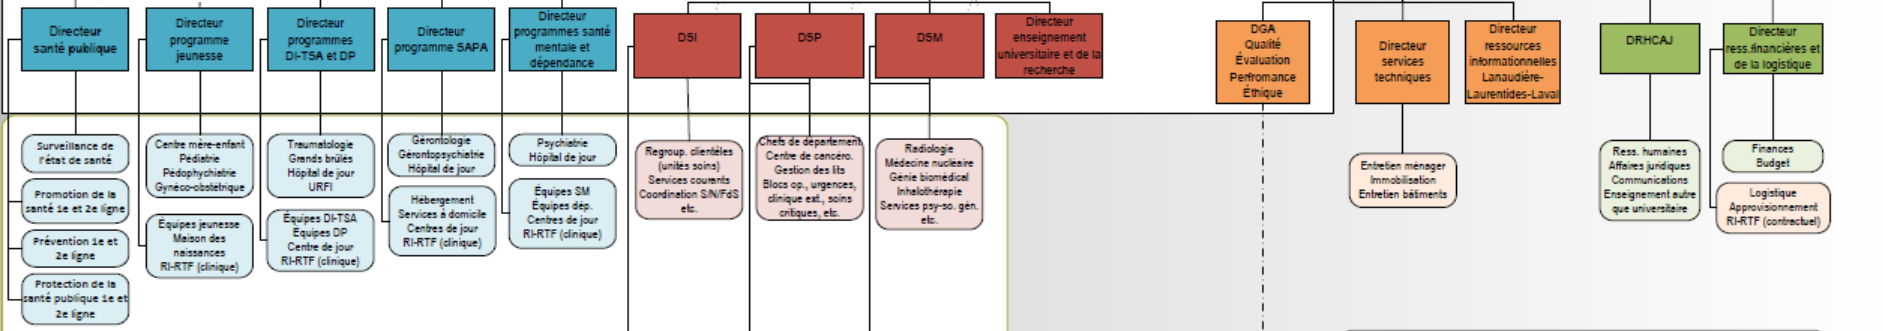 Directeur
santé publique
Directeur
programme
jeunesse
Directeur
programmes
DI-TSA et DP
Directeur
programme SAPA
Directeur
programmes santé
mentale et
dépendance
DSI
DSP
DSM
Directeur
enseignement
universitaire et de la
recherche
DGA
Qualité
Évaluation
Perfromance
Éthique
Directeur
services
techniques
Directeur
ressources
informationnelles
Lanaudière-
Laurentides-Laval
DRHCAJ
Directeur
ress.financières et
de la logistique
Surveillance de
l'état de santé
Promotion de la
santé 1e et 2e ligne
Prévention 1e et
2e ligne
Protection de la
santé publique 1e et
2e ligne
Centre mère-enfant
Pédiatrie
Pédophychiatrie
Gynéco-obstétrique
Équipes jeunesse
Maison des
naissances
RI-RTF (clinique)
Traumatologie
Grands brûlés
Hôpital de jour
URFI
Équipes DI-TSA
Équipes DP
Centre de jour
RI-RTF (clinique)
Gérontologie
Gérontopsychiatrie
Hôpital de jour
Hébergement
Services à domicile
Centres de jour
RI-RTF (clinique)
Psychiatrie
Hôpital de jour
Équipes SM
Équipes dép.
Centres de jour
RI-RTF (clinique)
Regroup. clientèles
(unités soins)
Services courants
Coordination S/N/FdS
etc.
Chefs de département
Centre de cancéro.
Gestion des lits
Blocs op., urgences,
clinique ext., soins
critiques, etc.
Radiologie
Médecine nucléaire
Génie biomédical
Inhalothérapie
Services psy-so. gén.
etc.
Entretien ménager
Immobilisation
Entretien bâtiments
Ress. humaines
Affaires juridiques
Communications
Enseignement autre
que universitaire
Finances
Budget
Logistique
Approvisionnement
RI-RTF (contractuel)